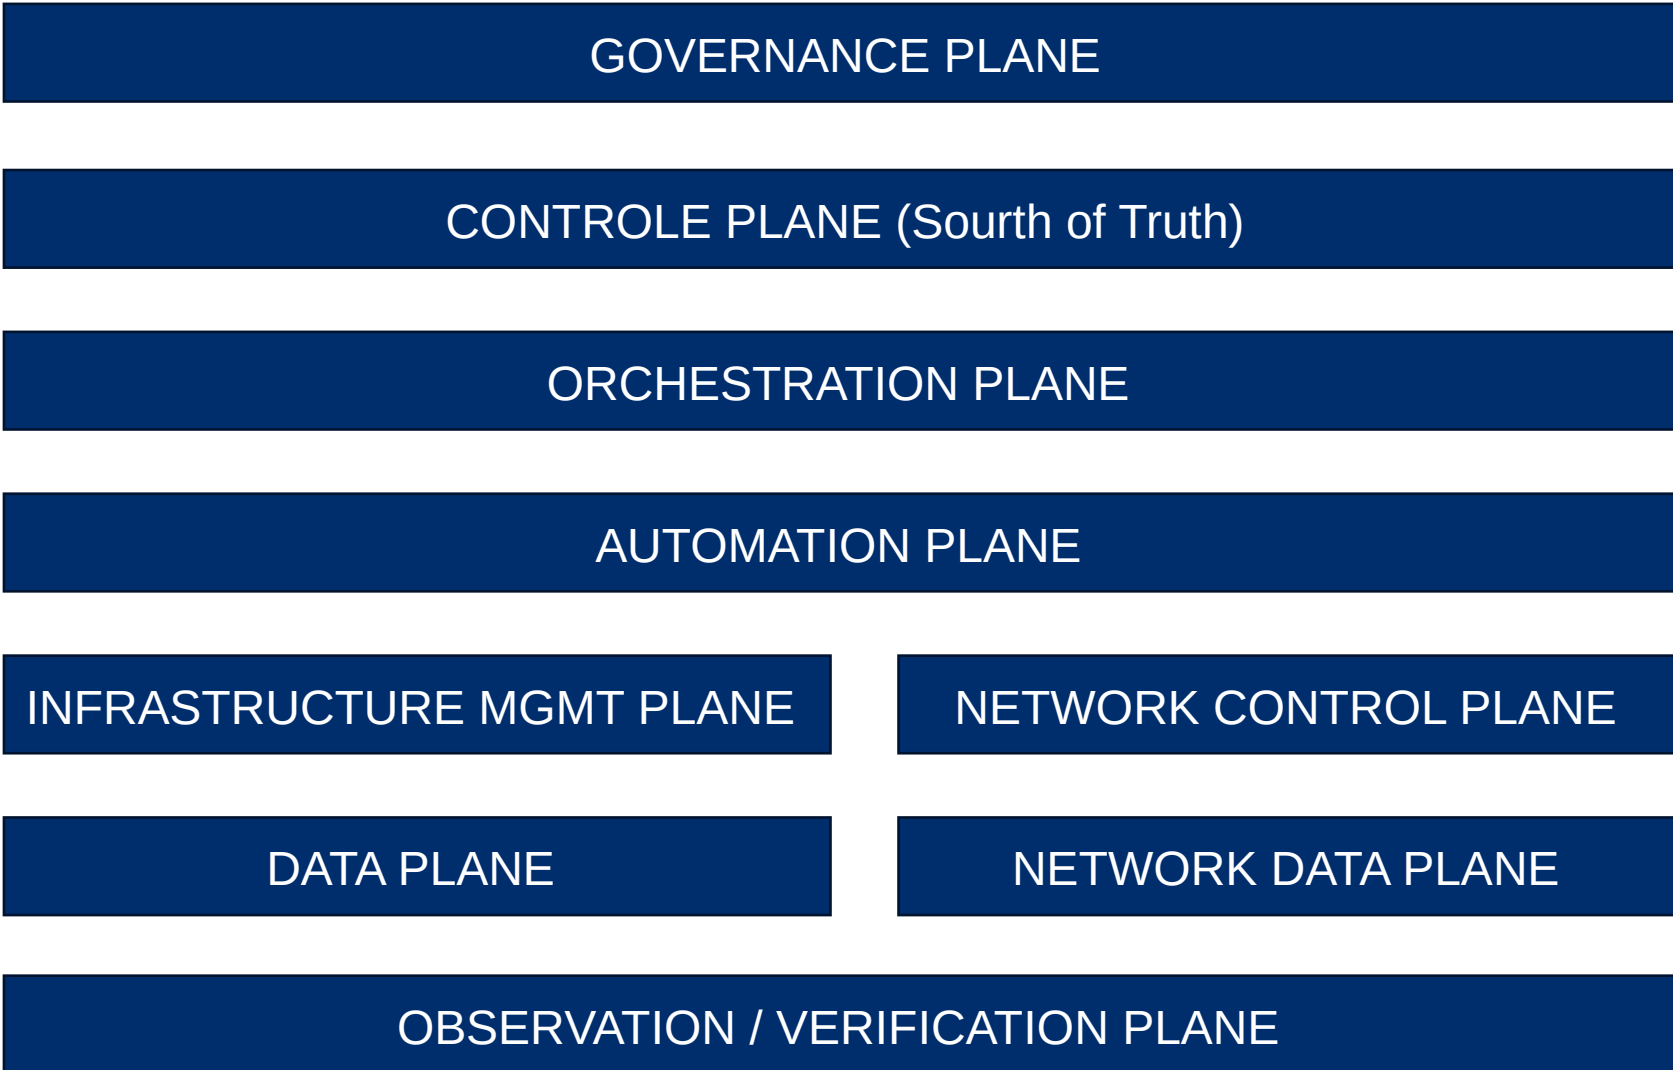 GOVERNANCE PLANE
CONTROLE PLANE (Sourth of Truth)
ORCHESTRATION PLANE
AUTOMATION PLANE
INFRASTRUCTURE MGMT PLANE
NETWORK CONTROL PLANE
DATA PLANE
NETWORK DATA PLANE
OBSERVATION / VERIFICATION PLANE